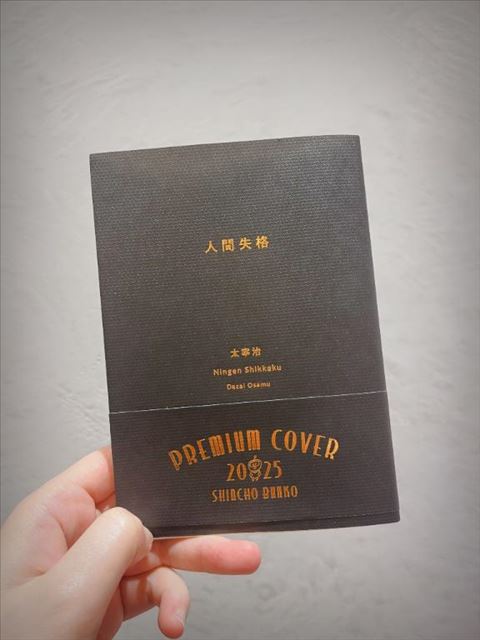 人間失格
太宰治
Ningen Shikkaku
Dazai Osamu
PREMIUM COVER
2025
SHINCHO BUNKO